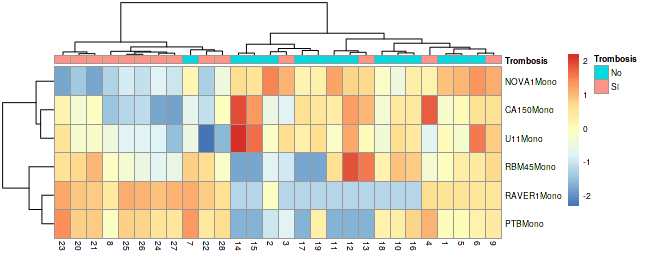 Trombosis
NOVA1Mono
CA150Mono
U11Mono
RBM45Mono
RAVER1Mono
PTBMono
23 20 21 8 25 26 24 27 7 22 28 14 15 2 3 17 19 11 12 13 18 10 16 4 1 5 6 9
2
1
0
-1
-2
Trombosis
No
SI